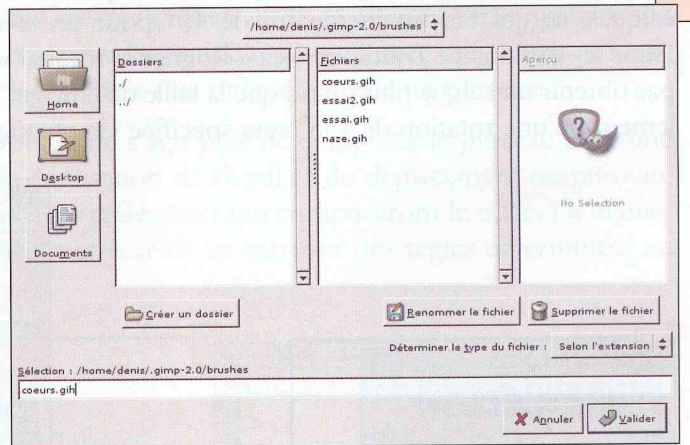 /home/denis/.gimp-2.0/brushes
Home
Desktop
Documents
Dossiers
./
../
Fichiers
coeurs.gih
essai2.gih
essai.gih
naze.gih
Aperçu
No Selection
Créer un dossier
Renommer le fichier
Supprimer le fichier
Déterminer le type du fichier :
Selon l'extension
Sélection : /home/denis/.gimp-2.0/brushes
coeurs.gih
Annuler
Valider